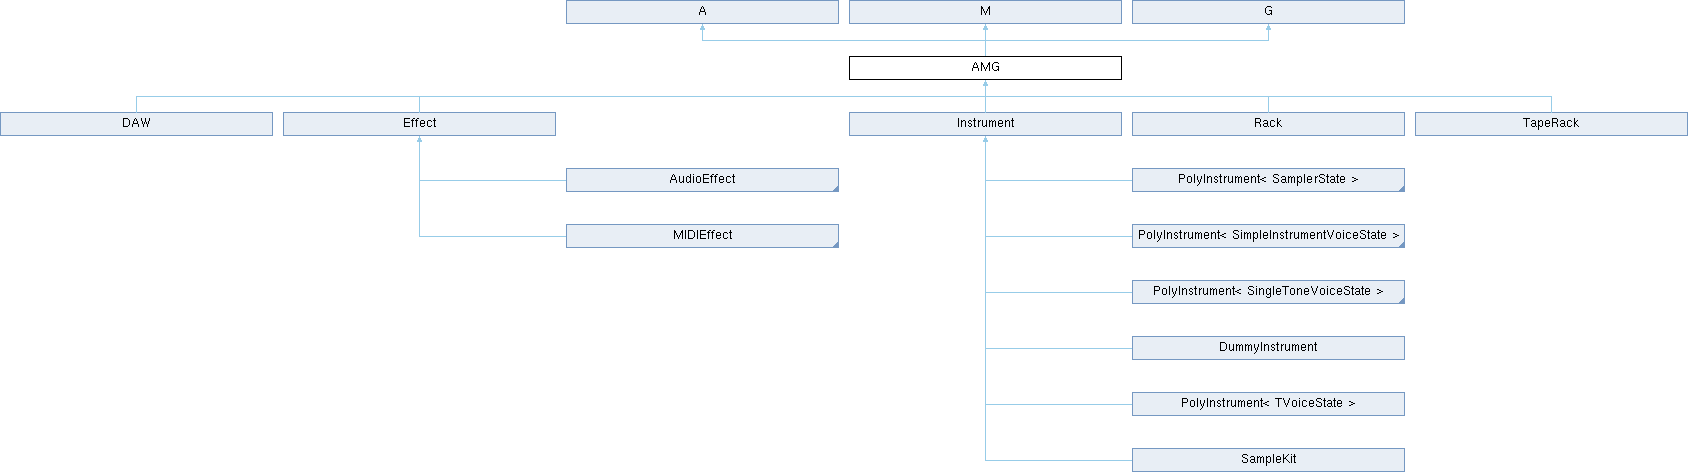 A
M
G
AMG
DAW
Effect
Instrument
Rack
TapeRack
AudioEffect
PolyInstrument< SamplerState >
MIDIEffect
PolyInstrument< SimpleInstrumentVoiceState >
PolyInstrument< SingleToneVoiceState >
DummyInstrument
PolyInstrument< TVoiceState >
SampleKit